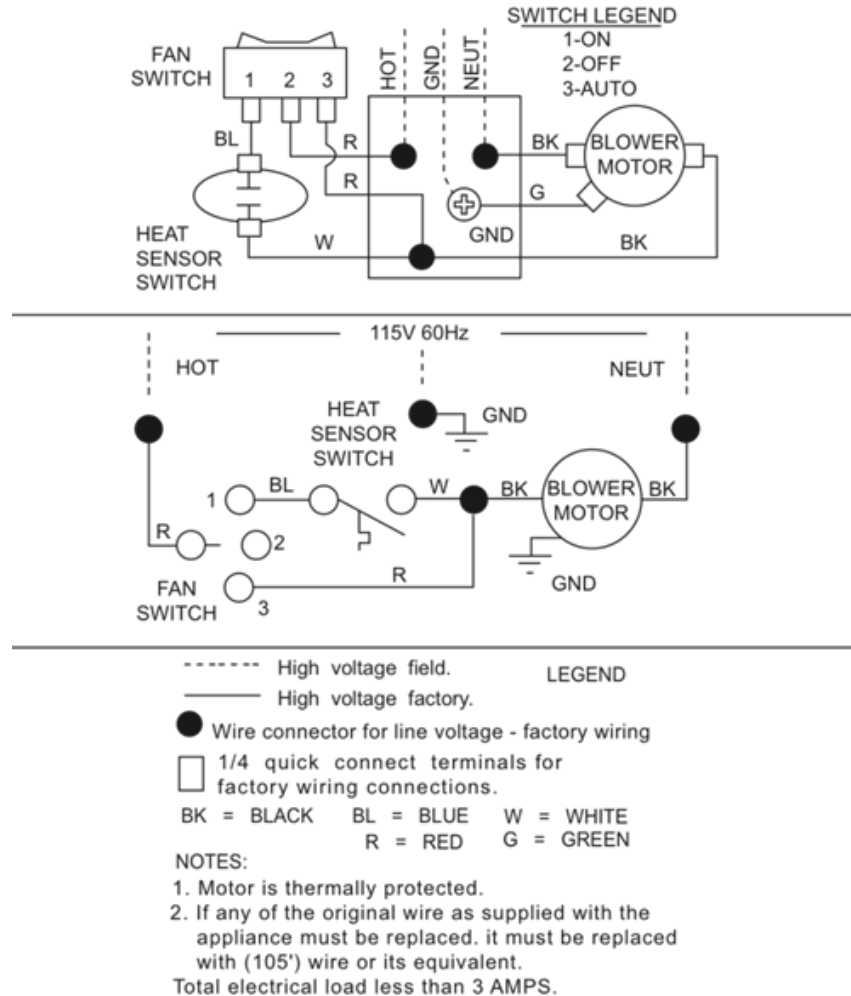 SWITCH LEGEND
1-ON
2-OFF
3-AUTO
FAN
SWITCH
1 2 3
HOT
GND
NEUT
BL
R
R
BK
BLOWER
MOTOR
G
GND
HEAT
SENSOR
SWITCH
W
BK
115V 60Hz
HOT
NEUT
HEAT
SENSOR
SWITCH
GND
1
BL
W
BK
BLOWER
MOTOR
BK
R
2
FAN
SWITCH
3
R
GND
High voltage field.
LEGEND
High voltage factory.
Wire connector for line voltage - factory wiring
1/4 quick connect terminals for
factory wiring connections.
BK = BLACK BL = BLUE W = WHITE
R = RED G = GREEN
NOTES:
1. Motor is thermally protected.
2. If any of the original wire as supplied with the
appliance must be replaced. it must be replaced
with (105') wire or its equivalent.
Total electrical load less than 3 AMPS.